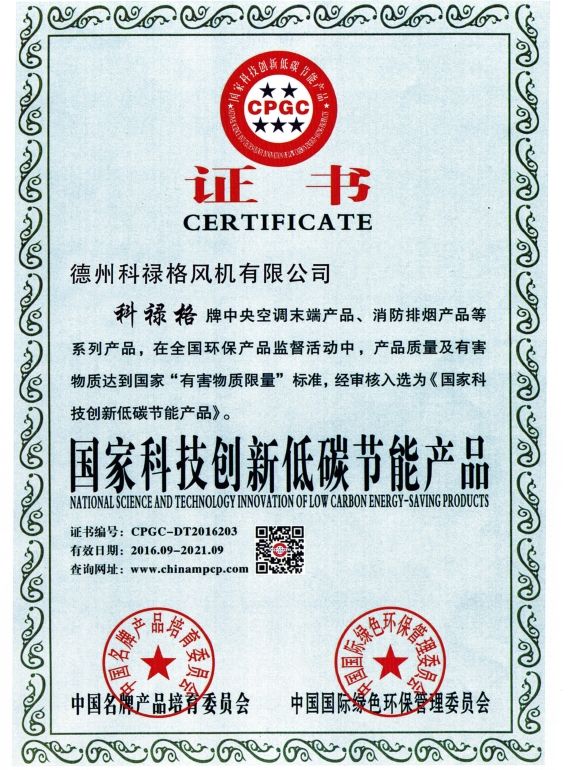 国家科技创新低碳节能产品
CPGC
证书
CERTIFICATE
德州科禄格风机有限公司
科禄格 牌中央空调末端产品、消防排烟产品等
系列产品，在全国环保产品监督活动中，产品质量及有害
物质达到国家“有害物质限量”标准，经审核入选为《国家科
技创新低碳节能产品》。
国家科技创新低碳节能产品
NATIONAL SCIENCE AND TECHNOLOGY INNOVATION OF LOW CARBON ENERGY-SAVING PRODUCTS
证书编号：CPGC-DT2016203
有效日期：2016.09-2021.09
查询网址：www.chinampcp.com
中国名牌产品培育委员会
中国国际绿色环保管理委员会
中国名牌产品培育委员会
中国国际绿色环保管理委员会